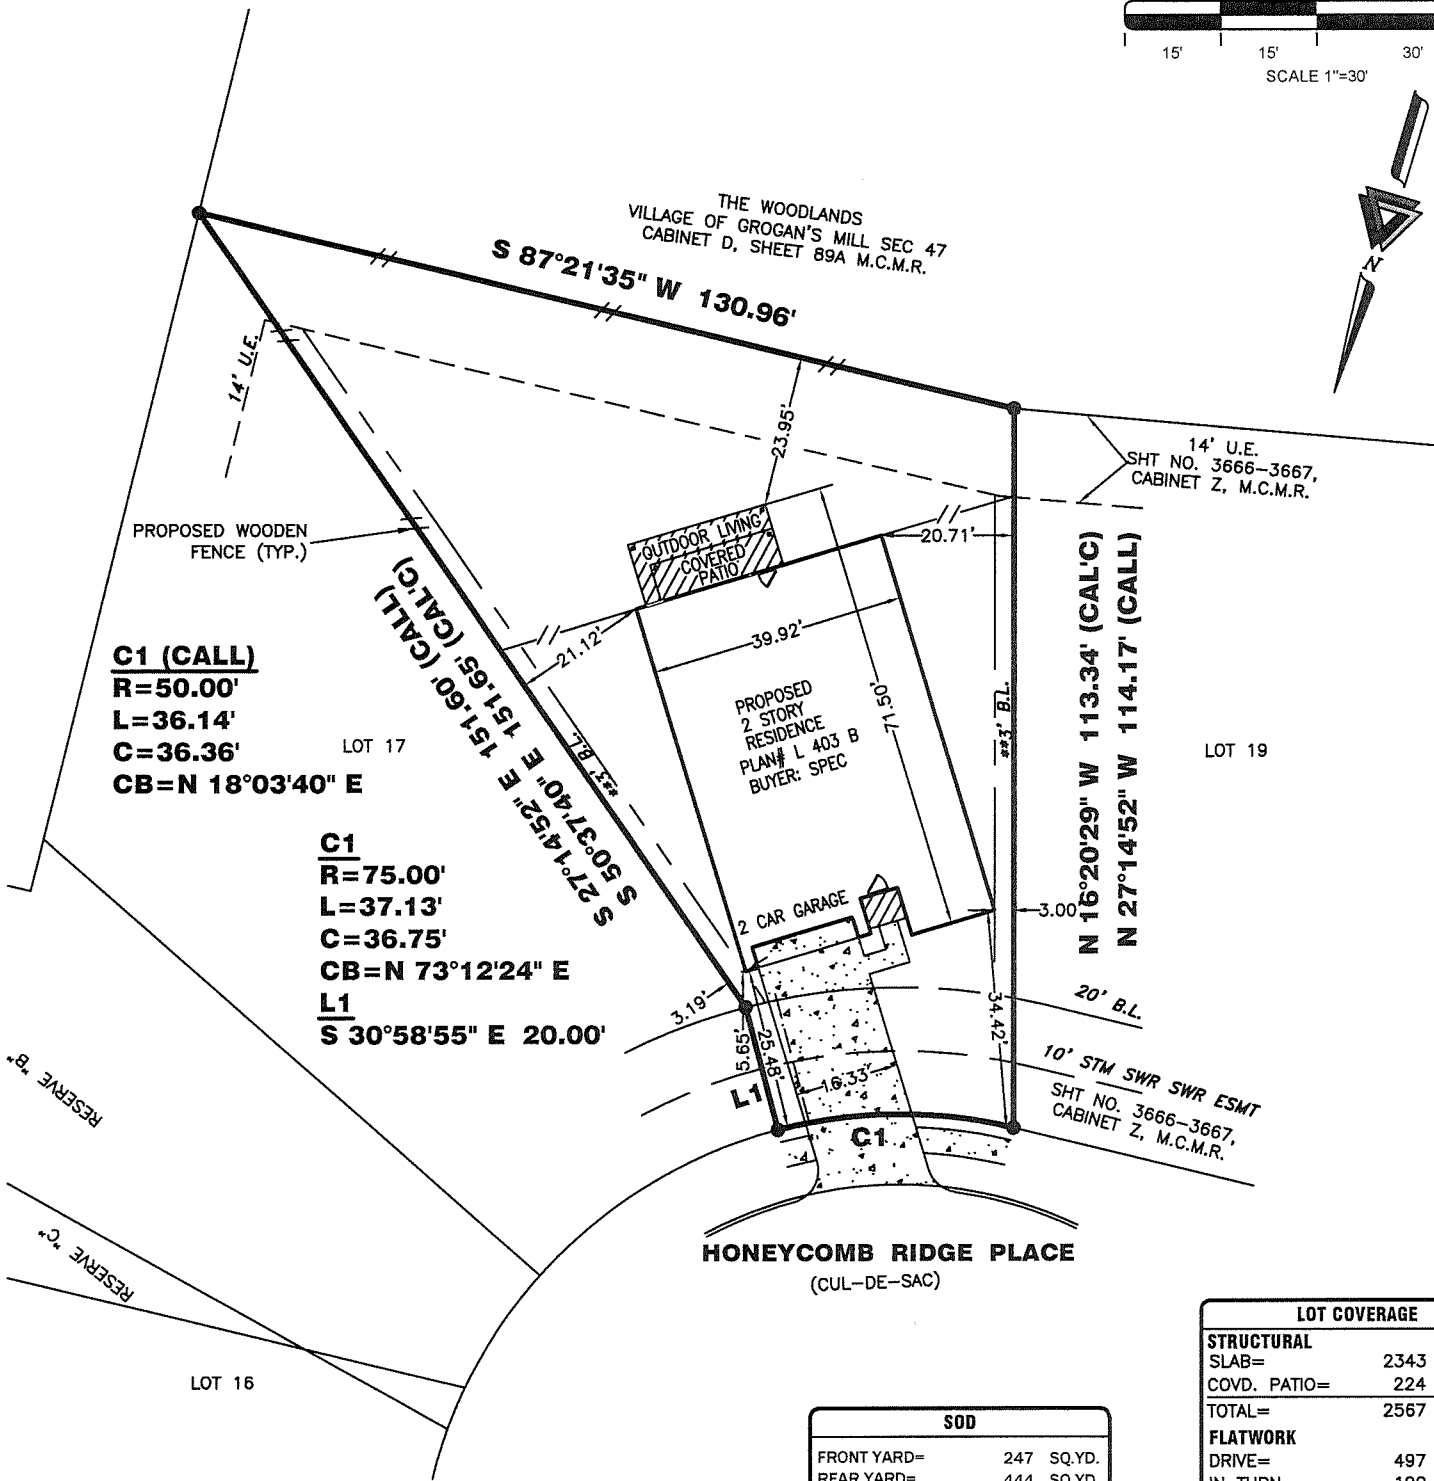 15'
15'
30'
SCALE 1"=30'
N
THE WOODLANDS
VILLAGE OF GROGAN'S MILL SEC 47
CABINET D, SHEET 89A M.C.M.R.
S 87°21'35" W 130.96'
14' U.E.
23.95'
14' U.E.
SHT NO. 3666-3667,
CABINET Z, M.C.M.R.
PROPOSED WOODEN
FENCE (TYP.)
OUTDOOR LIVING
COVERED
PATIO
20.71'
21.12'
39.92'
71.50'
PROPOSED
2 STORY
RESIDENCE
PLAN# L 403 B
BUYER: SPEC
S 27°14'52" E 151.60' (CALL)
S 50°37'40" E 151.65' (CAL'C)
**3' B.L.
**3' B.L.
N 16°20'29" W 113.34' (CAL'C)
N 27°14'52" W 114.17' (CALL)
C1 (CALL)
R=50.00'
L=36.14'
C=36.36'
CB=N 18°03'40" E
LOT 17
LOT 19
C1
R=75.00'
L=37.13'
C=36.75'
CB=N 73°12'24" E
L1
S 30°58'55" E 20.00'
2 CAR GARAGE
3.00'
3.19'
5.65'
25.48'
34.42'
16.33'
L1
C1
20' B.L.
10' STM SWR SWR ESMT
SHT NO. 3666-3667,
CABINET Z, M.C.M.R.
RESERVE "B"
RESERVE "C"
HONEYCOMB RIDGE PLACE
(CUL-DE-SAC)
LOT 16
SOD
FRONT YARD= 247 SQ.YD.
REAR YARD= 444 SQ.YD.
LOT COVERAGE
STRUCTURAL
SLAB= 2343
COVD. PATIO= 224
TOTAL= 2567
FLATWORK
DRIVE= 497